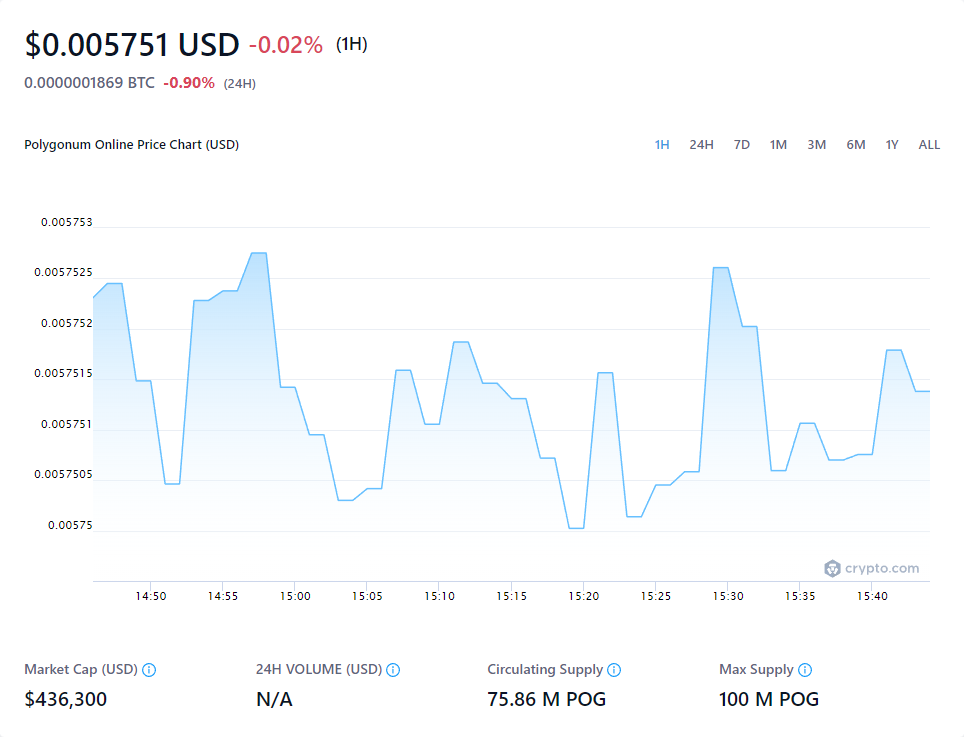 $0.005751 USD -0.02% (1H)
0.0000001869 BTC -0.90% (24H)
Polygonum Online Price Chart (USD)
1H 24H 7D 1M 3M 6M 1Y ALL
0.005753
0.0057525
0.005752
0.0057515
0.005751
0.0057505
0.00575
crypto.com
14:50 14:55 15:00 15:05 15:10 15:15 15:20 15:25 15:30 15:35 15:40
Market Cap (USD) 24H VOLUME (USD) Circulating Supply Max Supply
$436,300 N/A 75.86 M POG 100 M POG